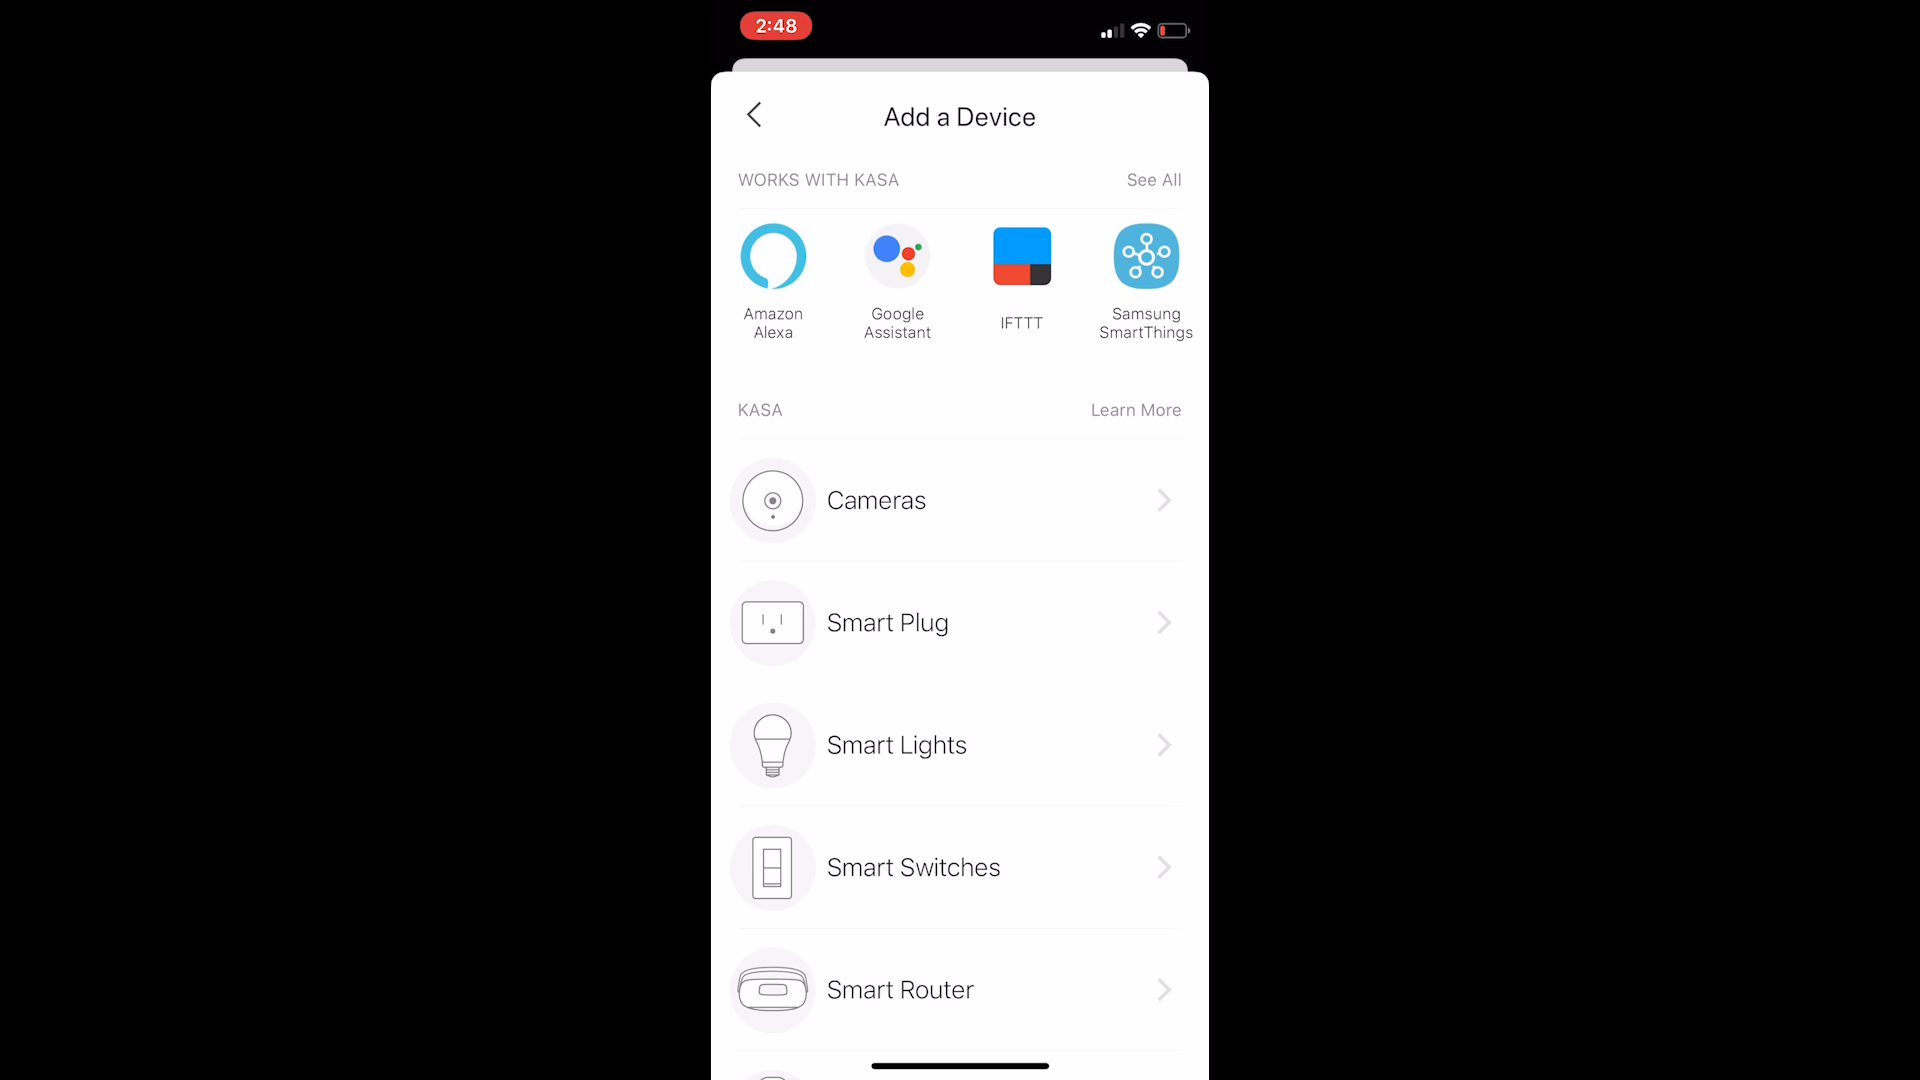 2:48
Add a Device
WORKS WITH KASA
See All
Amazon
Alexa
Google
Assistant
IFTTT
Samsung
SmartThings
KASA
Learn More
Cameras
Smart Plug
Smart Lights
Smart Switches
Smart Router